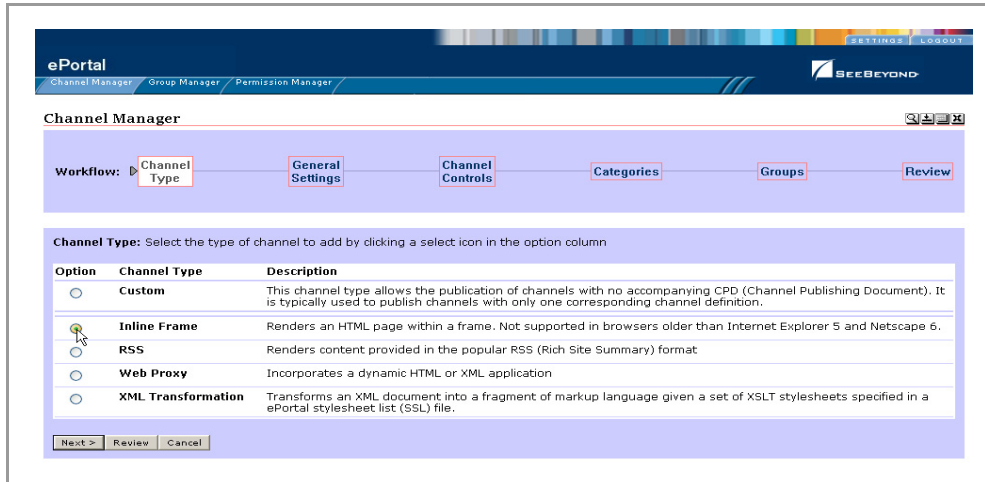 SETTINGS LOGOUT
ePortal
SEEBEYOND
Channel Manager Group Manager Permission Manager
Channel Manager
Workflow: Channel Type General Settings Channel Controls Categories Groups Review
Channel Type: Select the type of channel to add by clicking a select icon in the option column
Option Channel Type Description
Custom This channel type allows the publication of channels with no accompanying CPD (Channel Publishing Document). It
is typically used to publish channels with only one corresponding channel definition.
Inline Frame Renders an HTML page within a frame. Not supported in browsers older than Internet Explorer 5 and Netscape 6.
RSS Renders content provided in the popular RSS (Rich Site Summary) format
Web Proxy Incorporates a dynamic HTML or XML application
XML Transformation Transforms an XML document into a fragment of markup language given a set of XSLT stylesheets specified in a
ePortal stylesheet list (SSL) file.
Next > Review Cancel